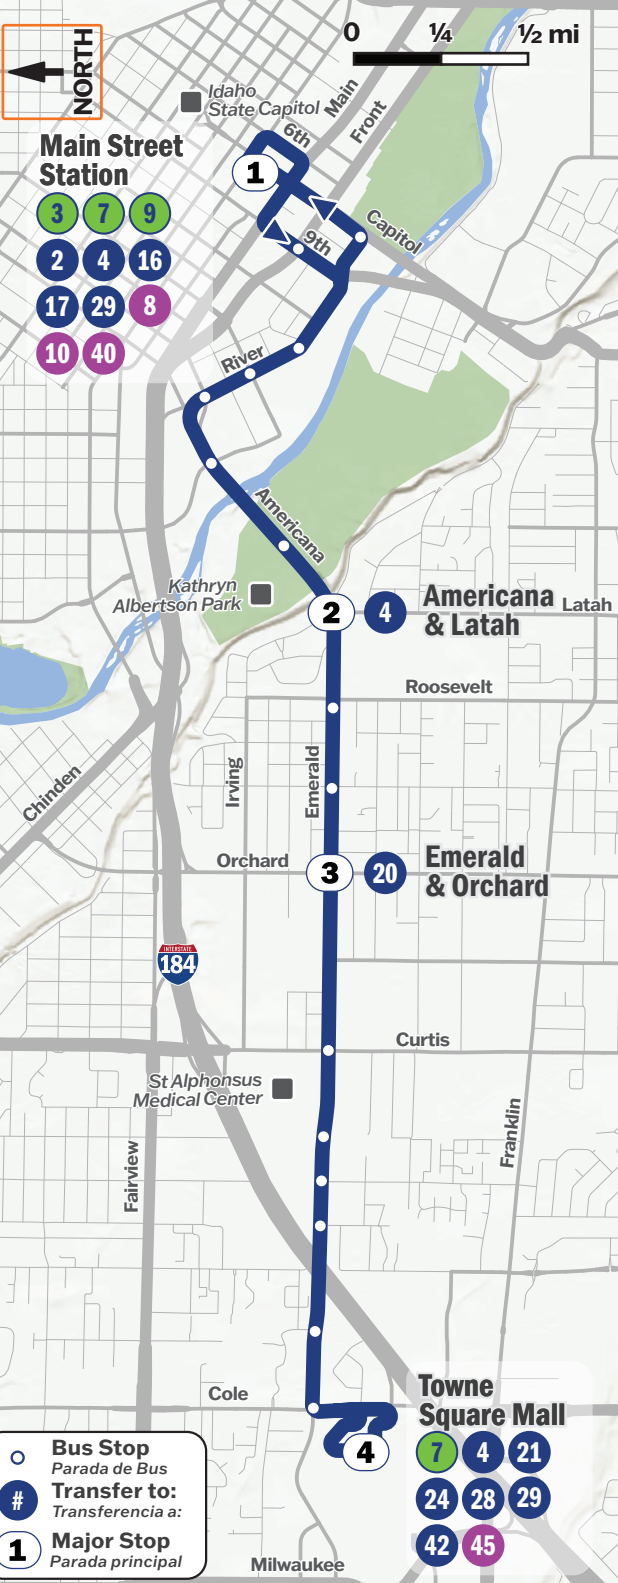 0 ¼ ½ mi
NORTH
Idaho
State Capitol
Main
Front
6th
Main Street
Station
1
3 7 9
2 4 16
17 29 8
10 40
Capitol
9th
River
Americana
Kathryn
Albertson Park
2 4
Americana
& Latah
Latah
Roosevelt
Chinden
Irving
Emerald
Orchard
3 20
Emerald
& Orchard
INTERSTATE
184
Curtis
St Alphonsus
Medical Center
Fairview
Franklin
Cole
Towne
Square Mall
4
7 4 21
24 28 29
42 45
Bus Stop
Parada de Bus
# Transfer to:
Transferencia a:
1 Major Stop
Parada principal
Milwaukee